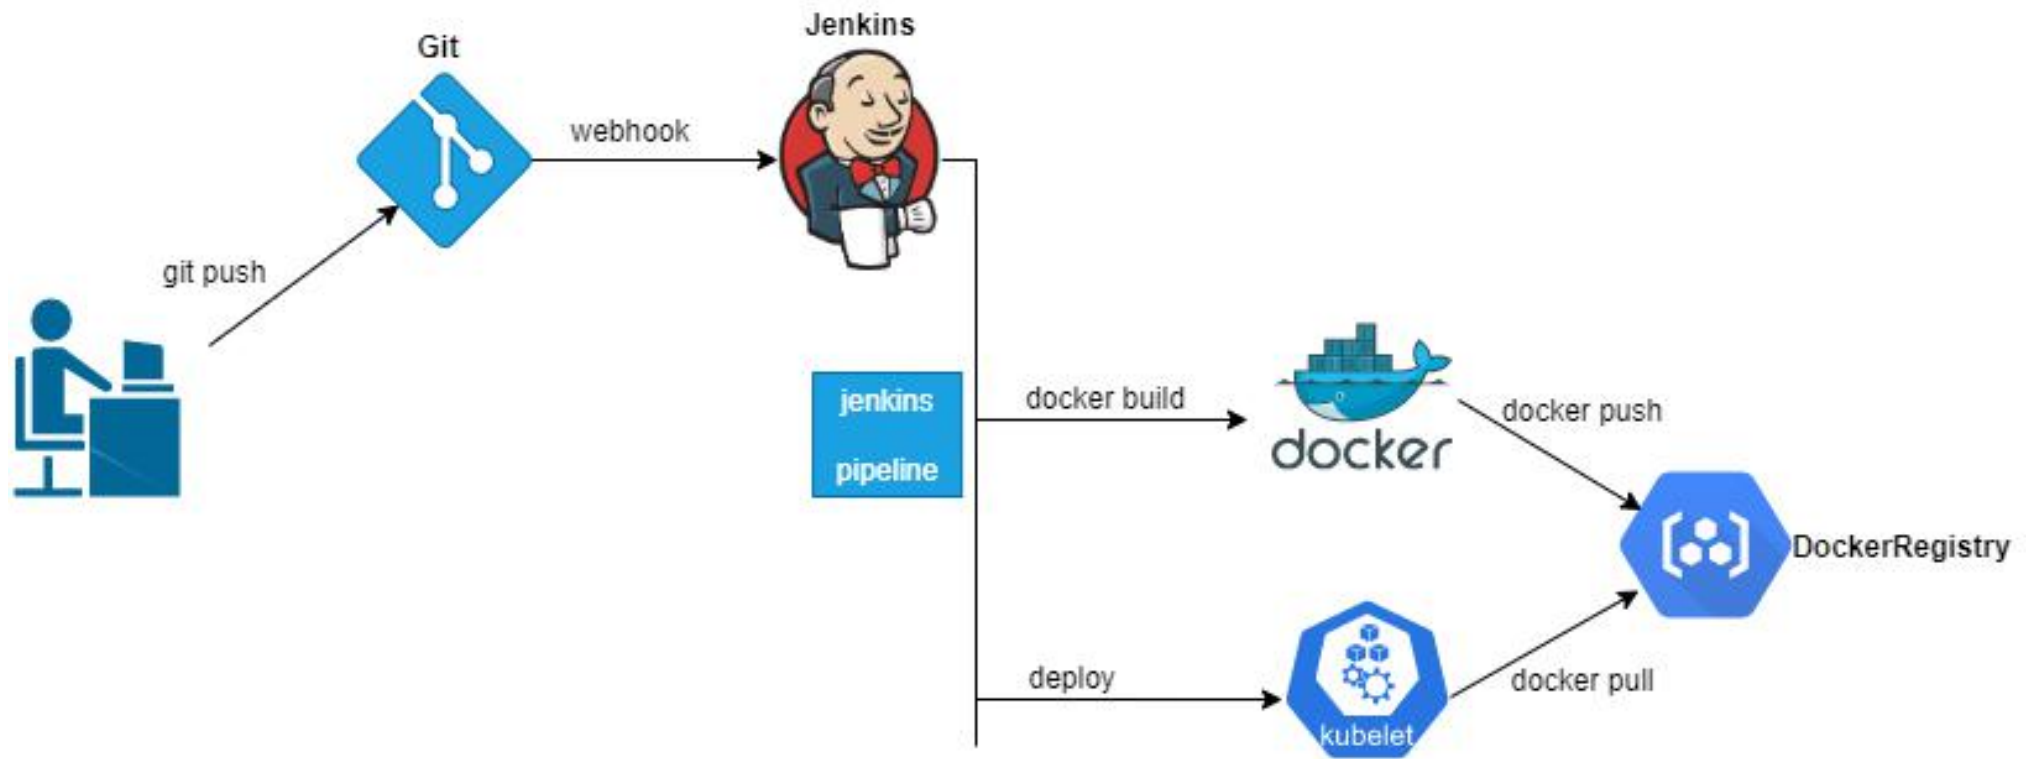 Git
Jenkins
webhook
git push
jenkins
pipeline
docker build
docker
docker push
DockerRegistry
deploy
kubelet
docker pull